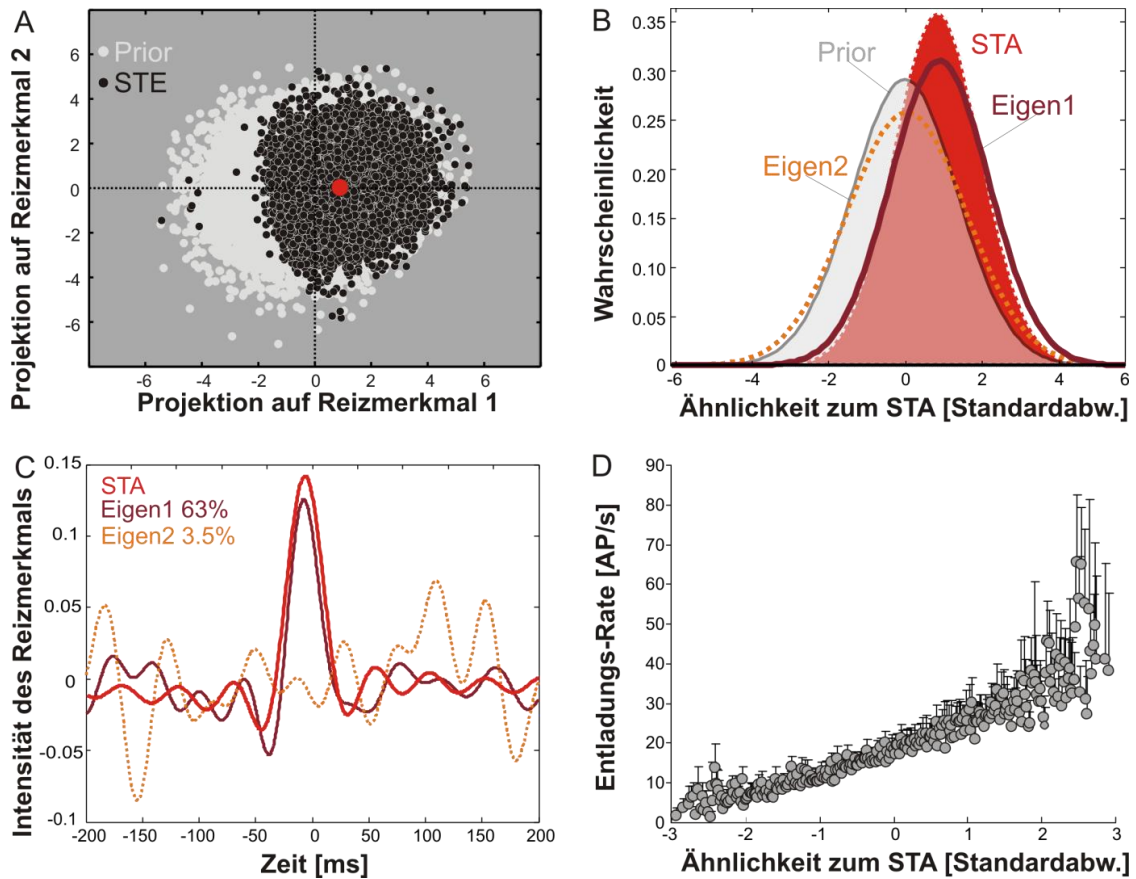 A
Projektion auf Reizmerkmal 2
6
4
2
0
-2
-4
-6
Prior
STE
-6
-4
-2
0
2
4
6
Projektion auf Reizmerkmal 1
B
Wahrscheinlichkeit
0.35
0.30
0.25
0.20
0.15
0.10
0.05
0
Prior
STA
Eigen1
Eigen2
-6
-4
-2
0
2
4
6
Ähnlichkeit zum STA [Standardabw.]
C
Intensität des Reizmerkmals
0.15
0.1
0.05
0
-0.05
-0.1
STA
Eigen1 63%
Eigen2 3.5%
-200
-150
-100
-50
0
50
100
150
200
Zeit [ms]
D
Entladungs-Rate [AP/s]
90
80
70
60
50
40
30
20
10
0
-3
-2
-1
0
1
2
3
Ähnlichkeit zum STA [Standardabw.]